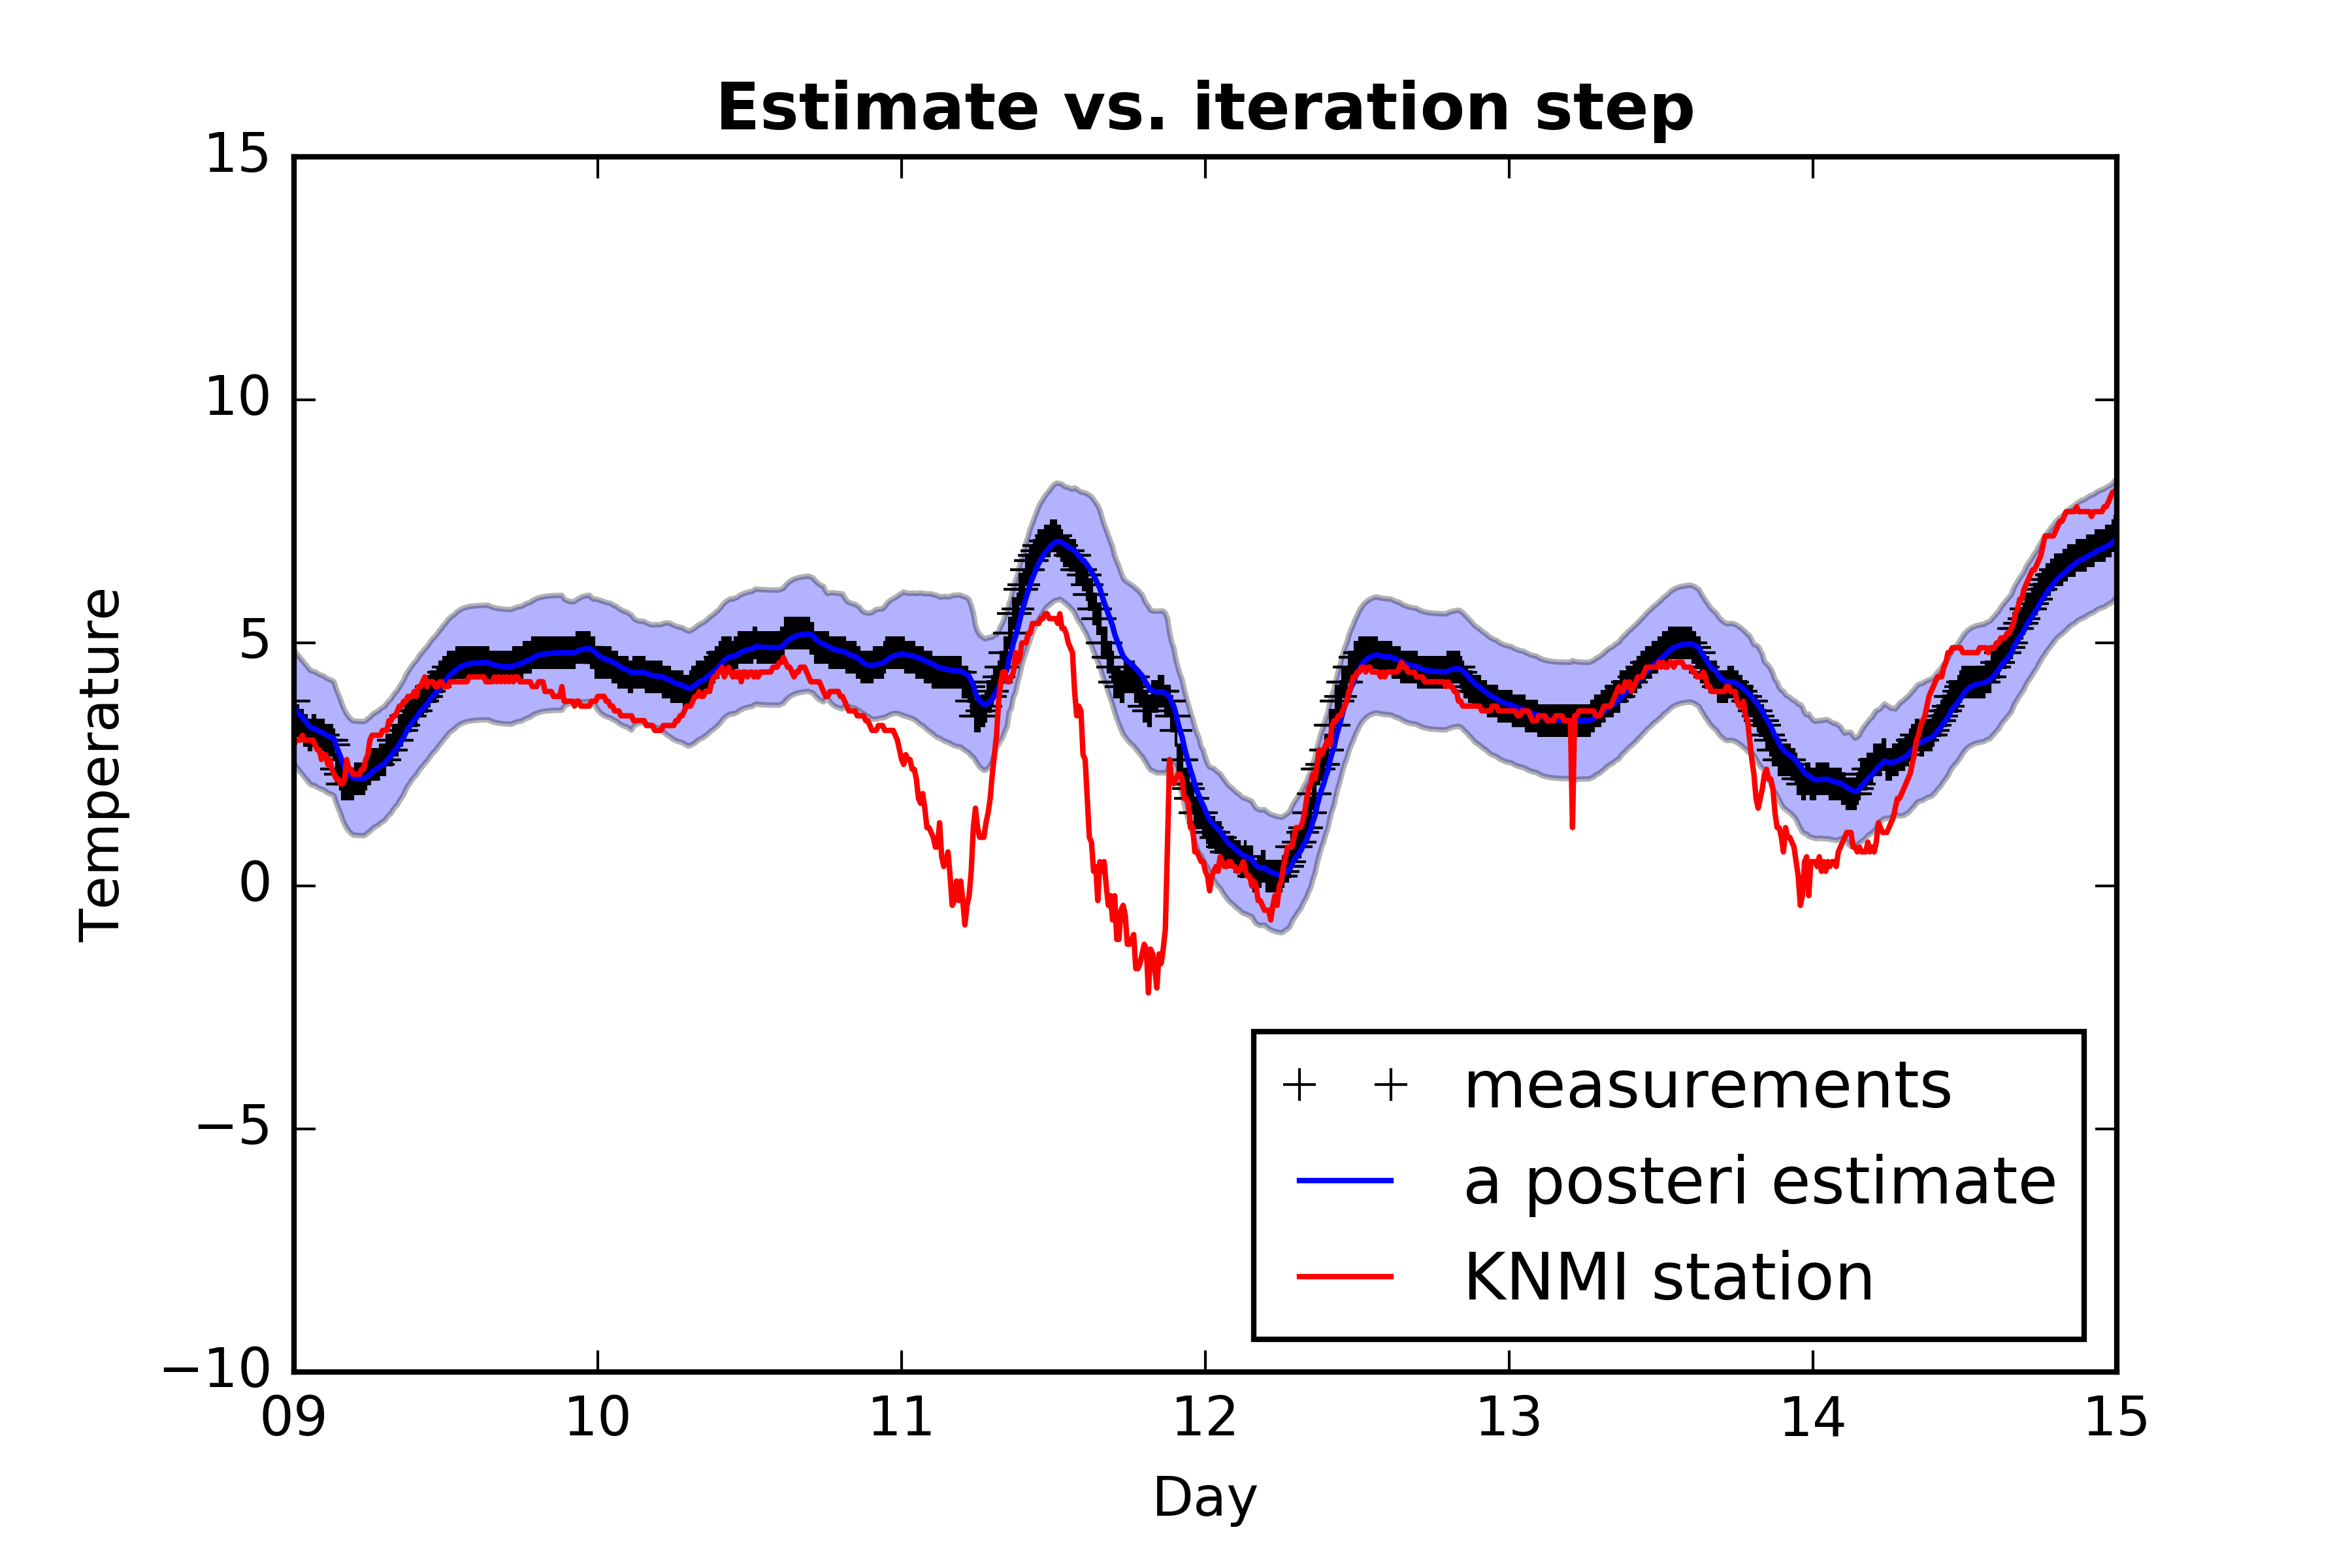 Estimate vs. iteration step
15
10
5
0
−5
−10
Temperature
measurements
a posteri estimate
KNMI station
09 10 11 12 13 14 15
Day